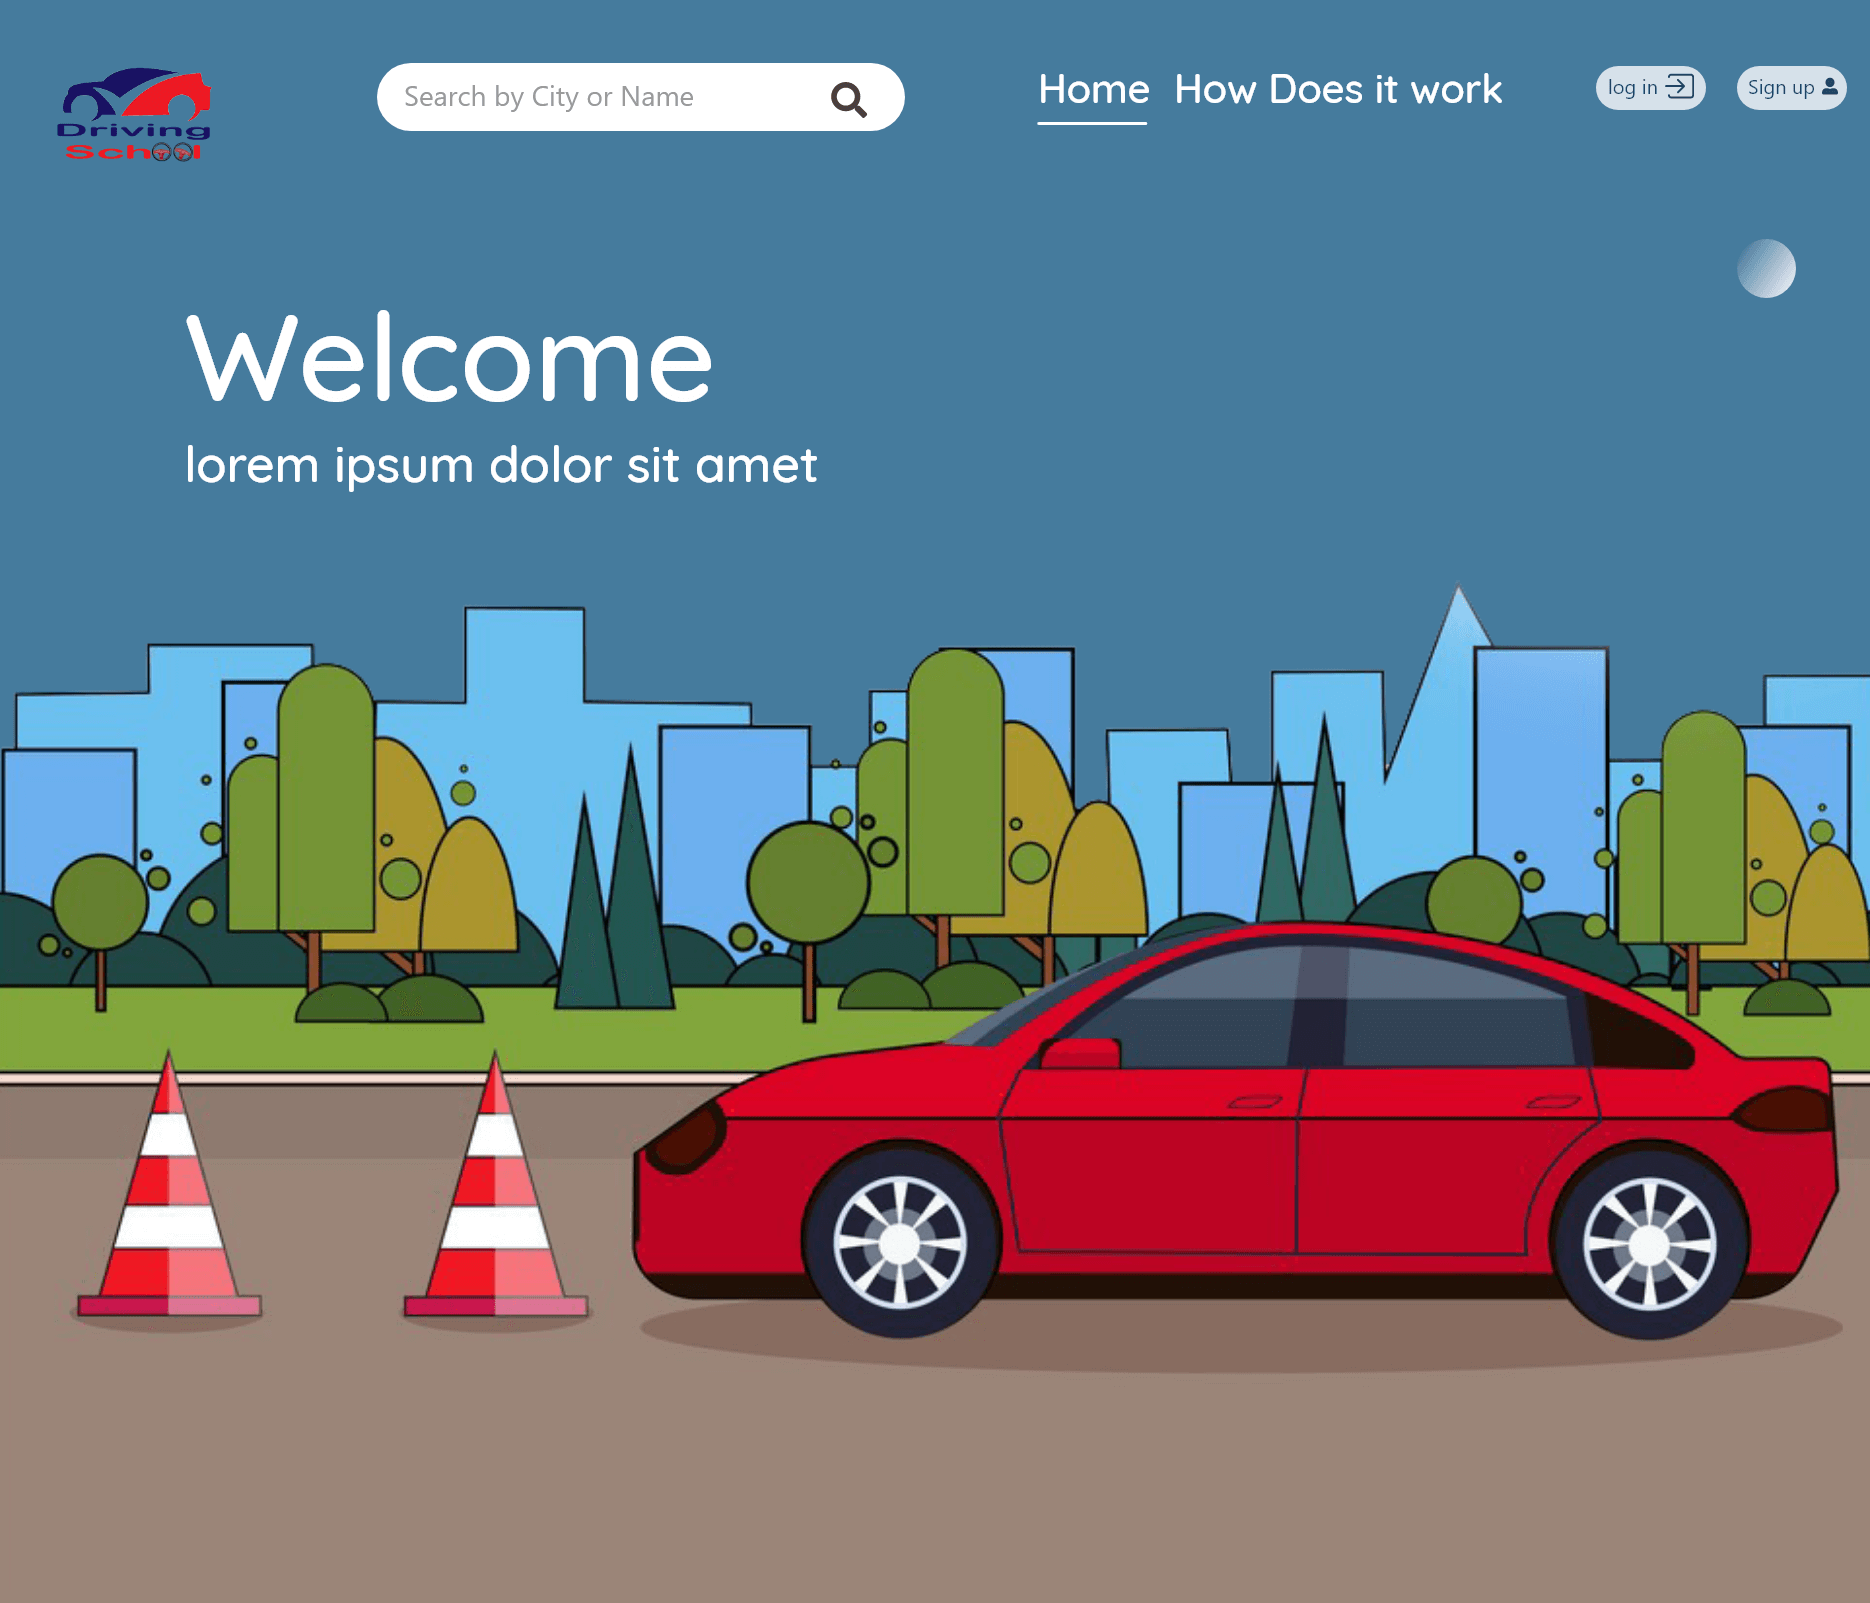 Driving
School
Search by City or Name
Home
How Does it work
log in
Sign up
Welcome
lorem ipsum dolor sit amet